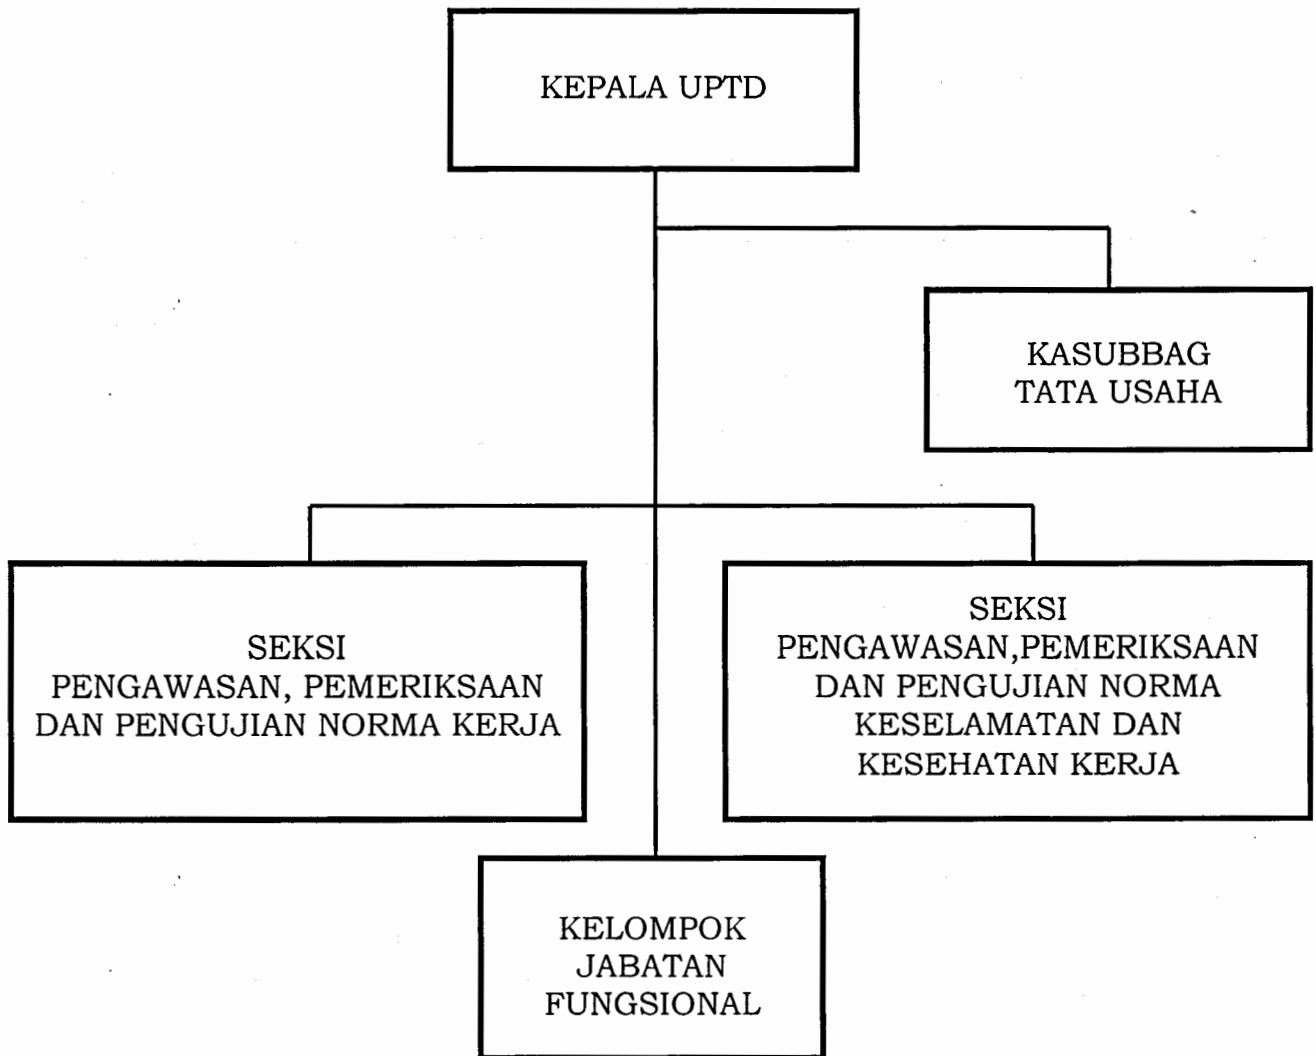 KEPALA UPTD
KASUBBAG
TATA USAHA
SEKSI
PENGAWASAN, PEMERIKSAAN
DAN PENGUJIAN NORMA KERJA
SEKSI
PENGAWASAN,PEMERIKSAAN
DAN PENGUJIAN NORMA
KESELAMATAN DAN
KESEHATAN KERJA
KELOMPOK
JABATAN
FUNGSIONAL